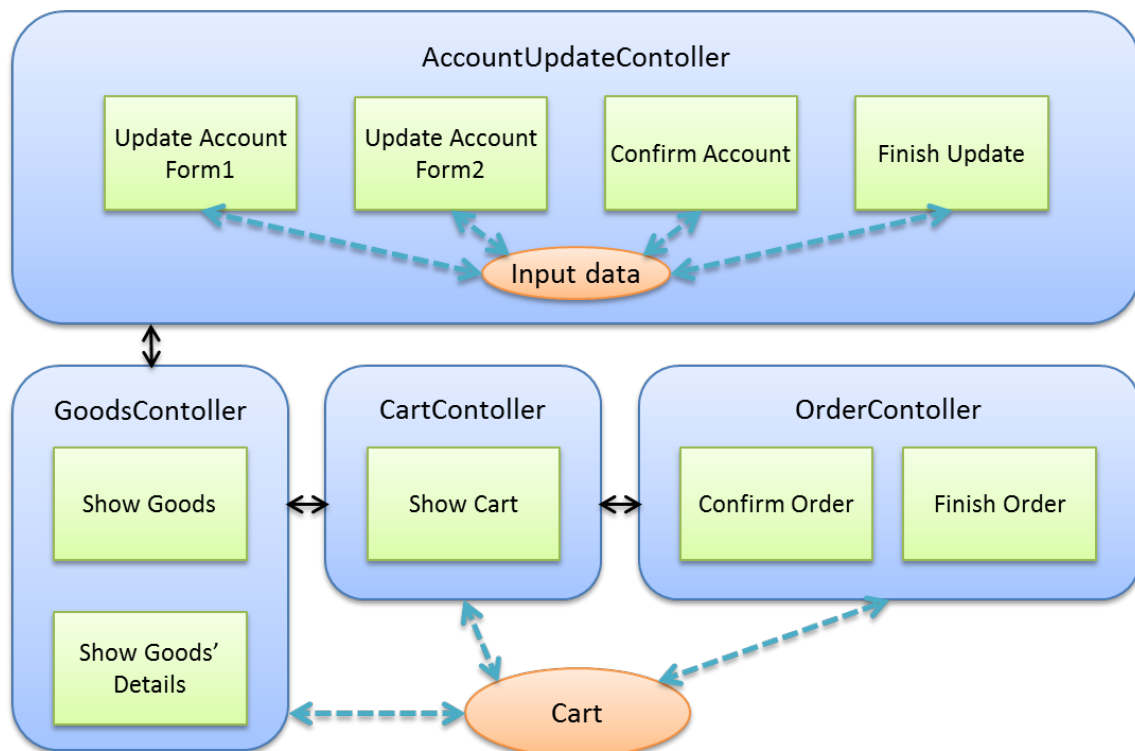 AccountUpdateContoller
Update Account
Form1
Update Account
Form2
Confirm Account
Finish Update
Input data
GoodsContoller
CartContoller
OrderContoller
Show Goods
Show Cart
Confirm Order
Finish Order
Show Goods’
Details
Cart